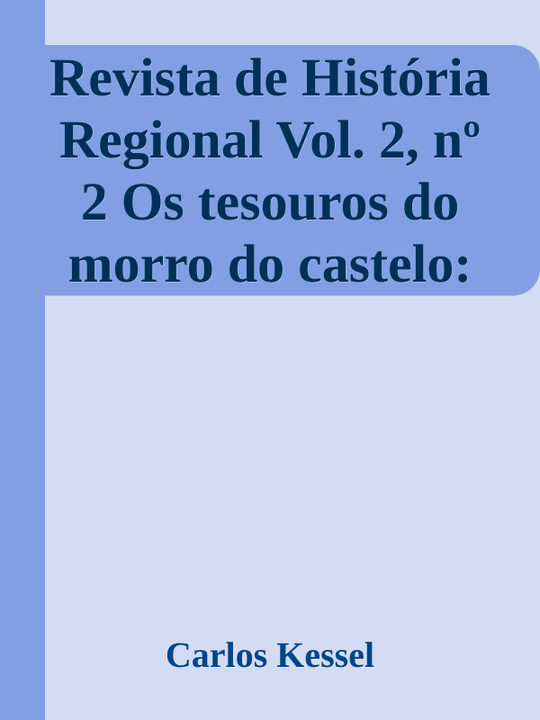 Revista de História
Regional Vol. 2, nº
2 Os tesouros do
morro do castelo:
Carlos Kessel